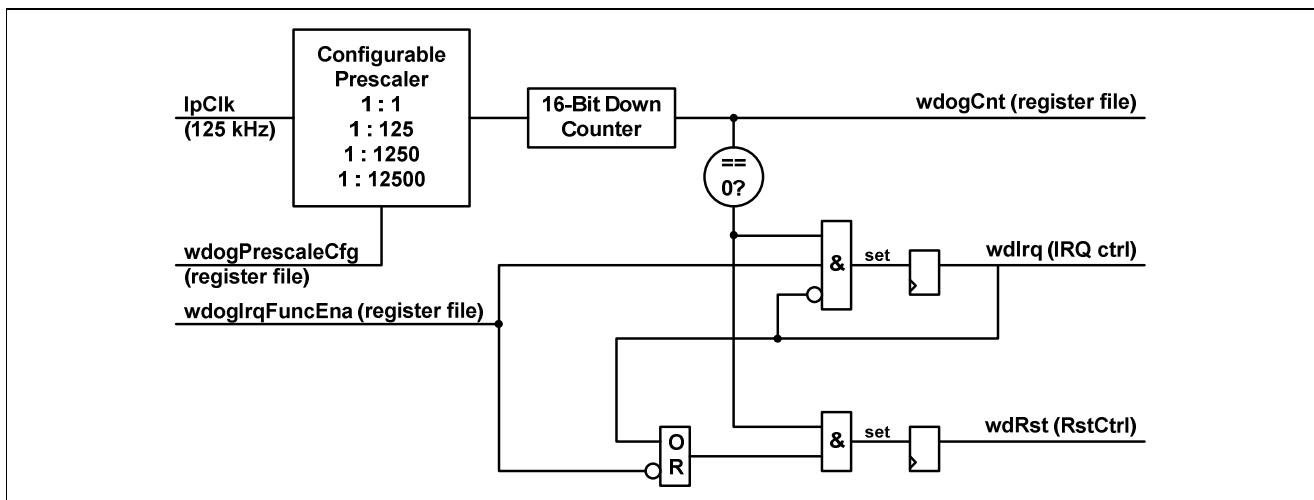 Configurable
Prescaler
1 : 1
1 : 125
1 : 1250
1 : 12500
lpClk
(125 kHz)
16-Bit Down
Counter
wdogCnt (register file)
==
0?
wdogPrescaleCfg
(register file)
&
set
wdIrq (IRQ ctrl)
wdogIrqFuncEna (register file)
O
R
&
set
wdRst (RstCtrl)